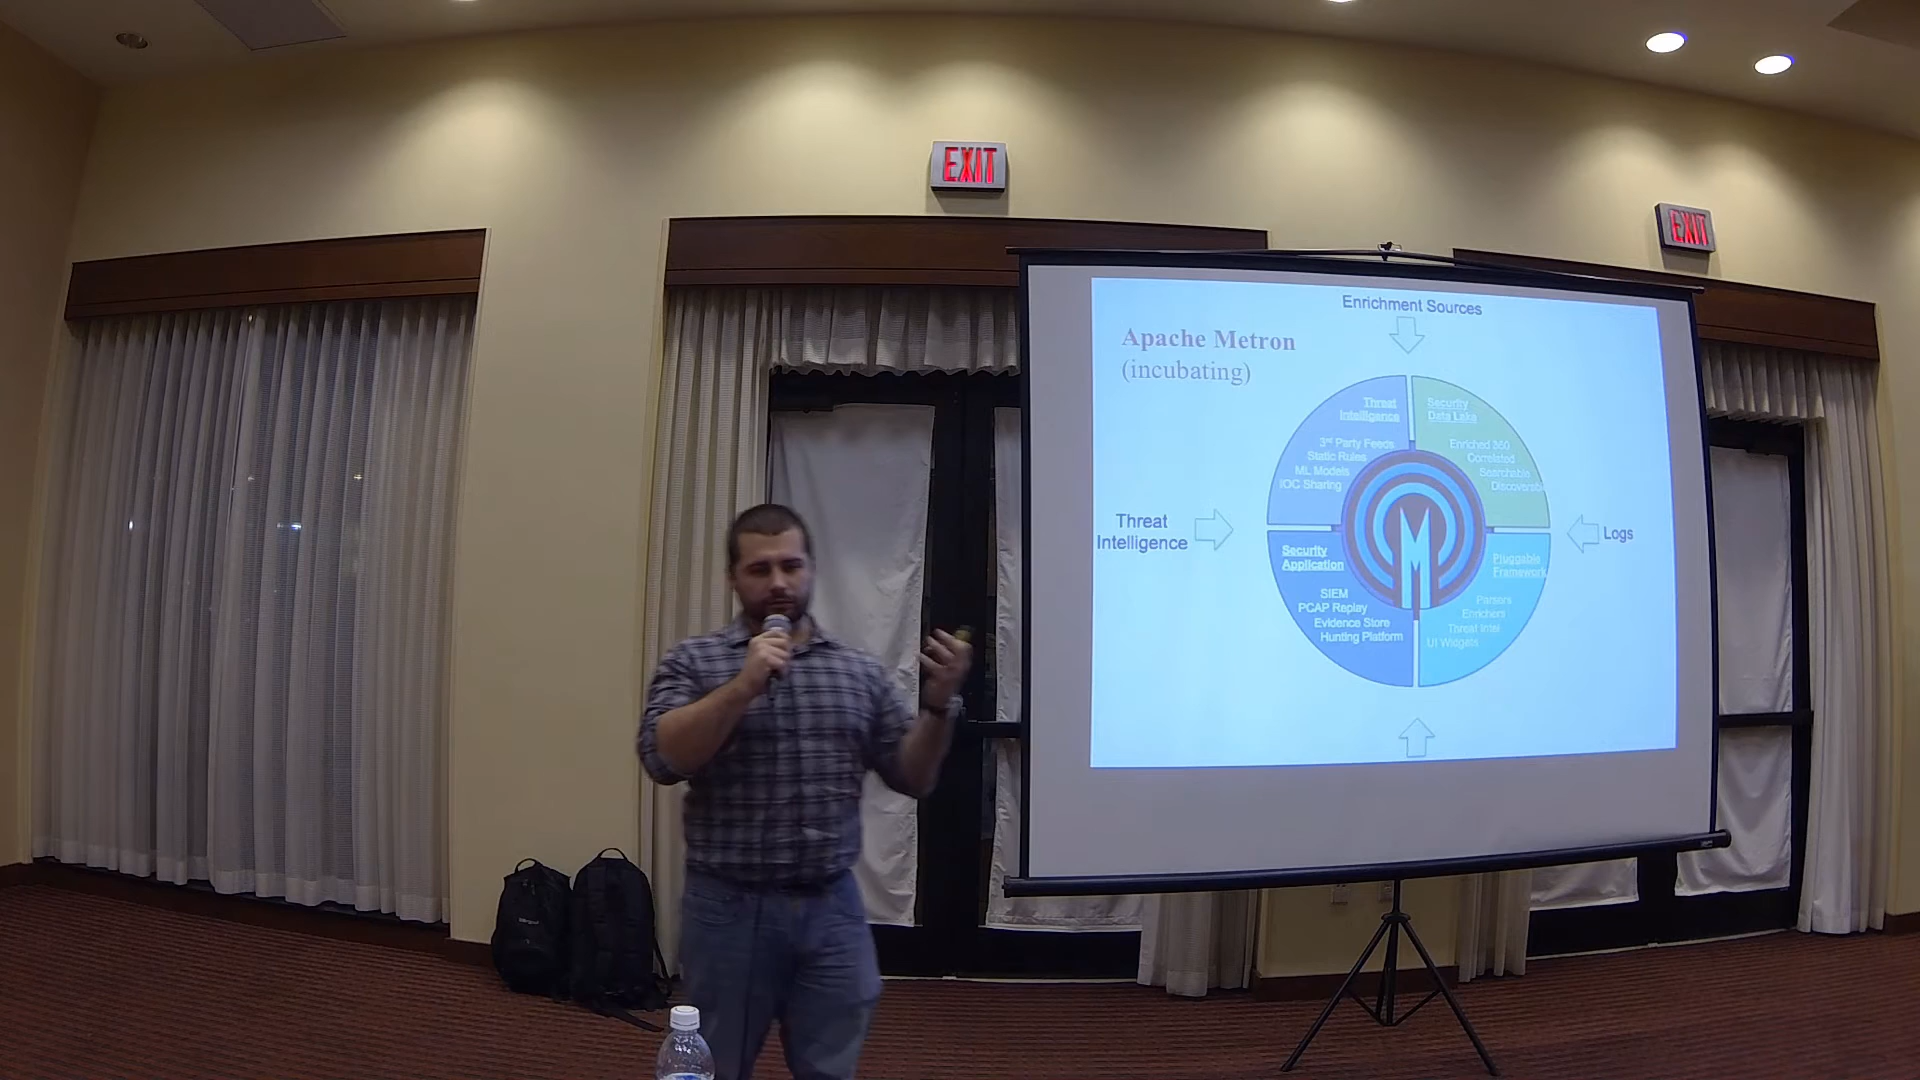 EXIT
EXIT
Enrichment Sources
Apache Metron
(incubating)
Threat
Intelligence
3rd Party Feeds
Static Rules
ML Models
IOC Sharing
Security
Data Lake
Enriched 360
Correlated
Searchable
Threat
Intelligence
Logs
Security
Application
SIEM
PCAP Replay
Evidence Store
Hunting Platform
Pluggable
Framework
Parsers
Enrichers
Threat Intel
UI Widgets